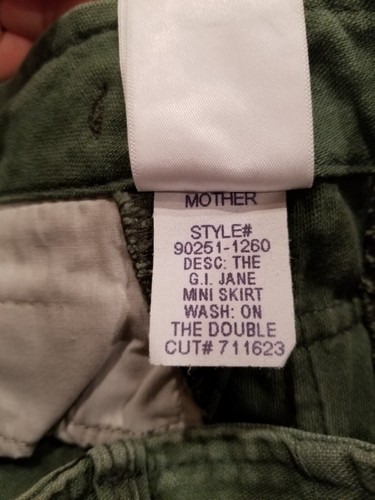 MOTHER
STYLE#
90251-1260
DESC: THE
G.I. JANE
MINI SKIRT
WASH: ON
THE DOUBLE
CUT# 711623